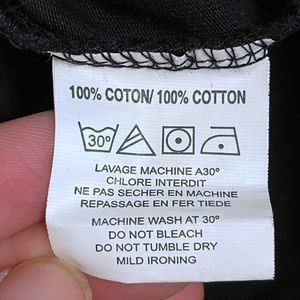 100% COTON/ 100% COTTON
30°
LAVAGE MACHINE A30°
CHLORE INTERDIT
NE PAS SECHER EN MACHINE
REPASSAGE EN FER TIEDE
MACHINE WASH AT 30°
DO NOT BLEACH
DO NOT TUMBLE DRY
MILD IRONING